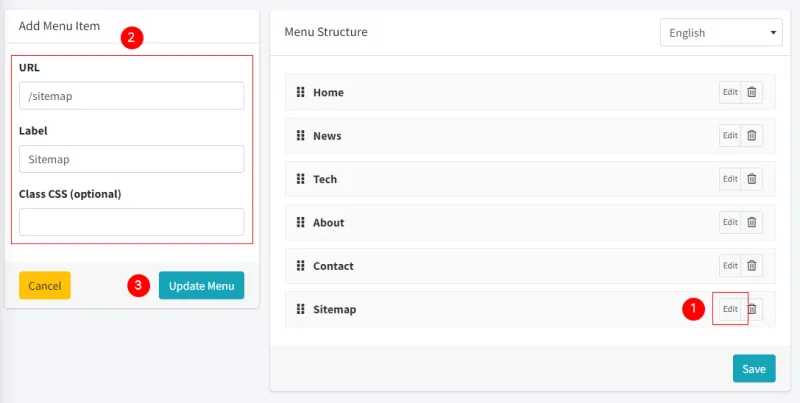 Add Menu Item
2
URL
/sitemap
Label
Sitemap
Class CSS (optional)
Cancel
3
Update Menu
Menu Structure
English
Home
Edit
News
Edit
Tech
Edit
About
Edit
Contact
Edit
Sitemap
1
Edit
Save